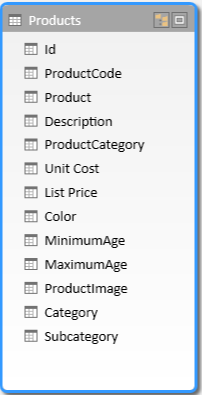 Products
Id
ProductCode
Product
Description
ProductCategory
Unit Cost
List Price
Color
MinimumAge
MaximumAge
ProductImage
Category
Subcategory